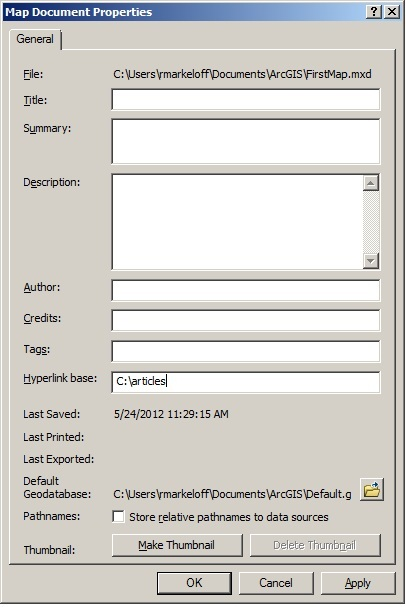 Map Document Properties
General
File: C:\Users\rmarkeloff\Documents\ArcGIS\FirstMap.mxd
Title:
Summary:
Description:
Author:
Credits:
Tags:
Hyperlink base: C:\articles
Last Saved: 5/24/2012 11:29:15 AM
Last Printed:
Last Exported:
Default
Geodatabase: C:\Users\rmarkeloff\Documents\ArcGIS\Default.g
Pathnames: Store relative pathnames to data sources
Thumbnail: Make Thumbnail Delete Thumbnail
OK Cancel Apply